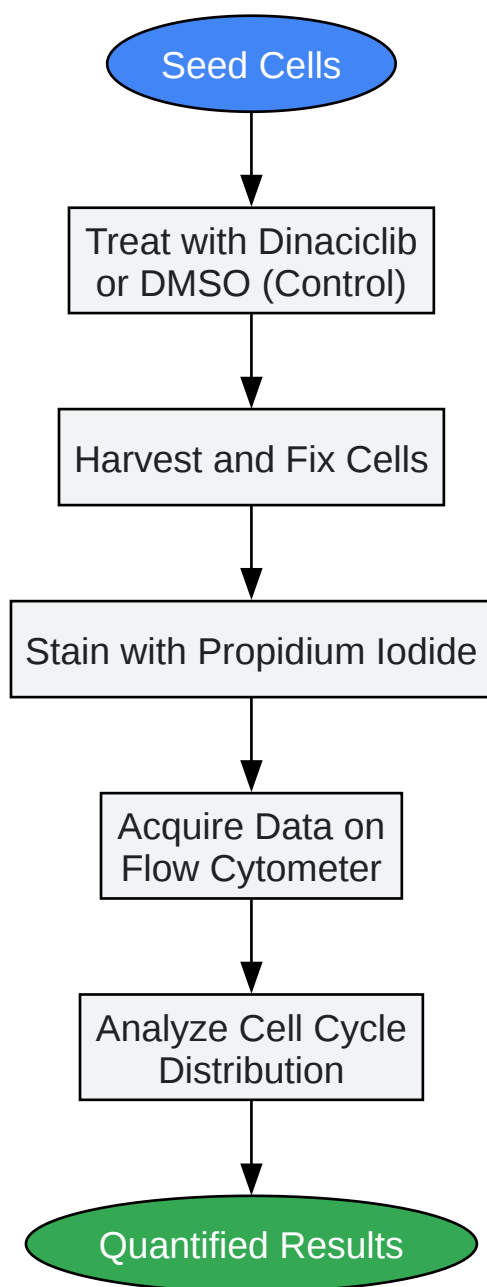 Seed Cells
Treat with Dinaciclib
or DMSO (Control)
Harvest and Fix Cells
Stain with Propidium Iodide
Acquire Data on
Flow Cytometer
Analyze Cell Cycle
Distribution
Quantified Results